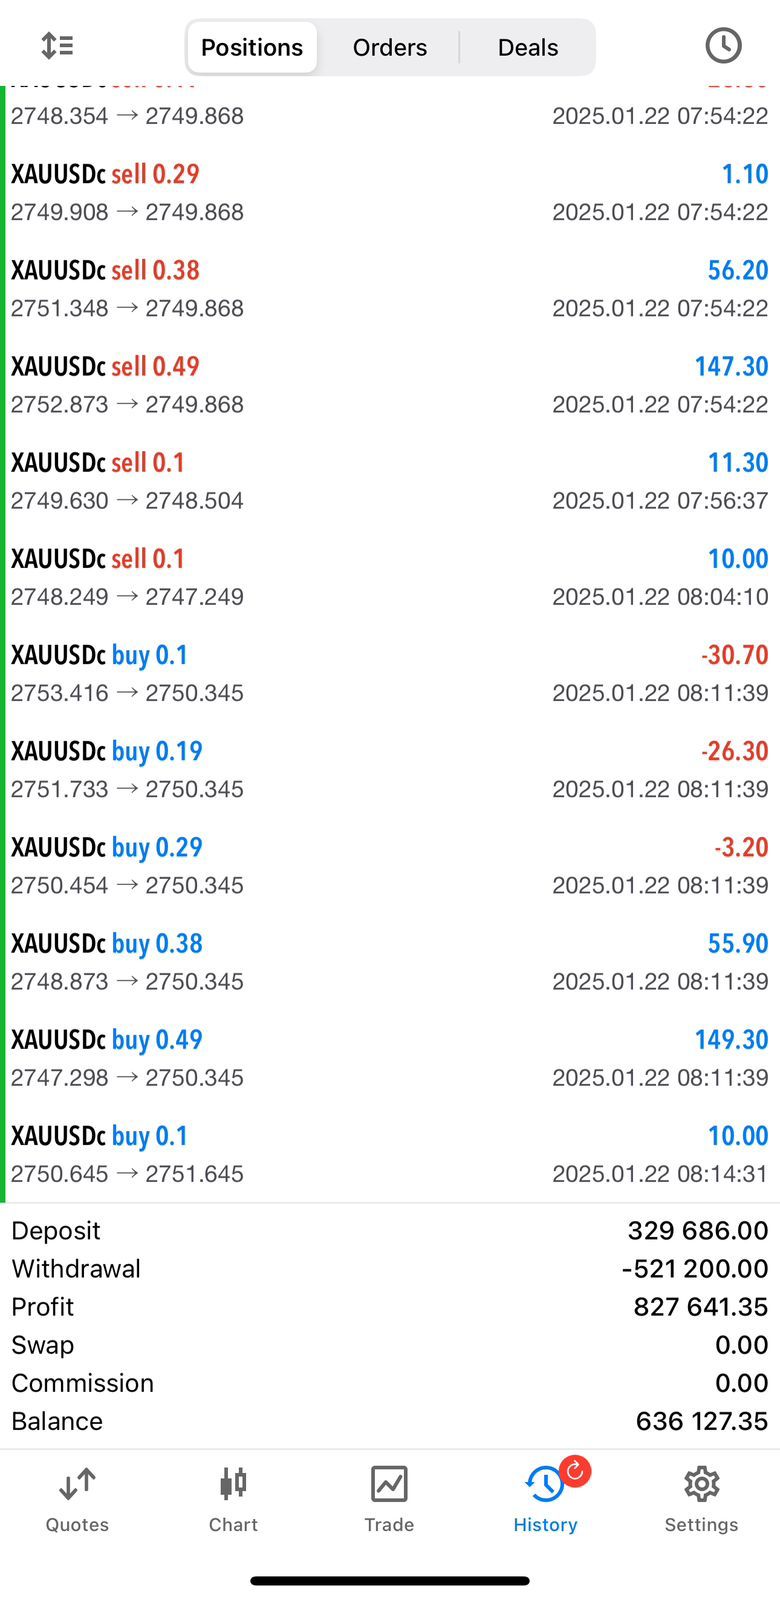 Positions Orders Deals
2748.354 → 2749.868 2025.01.22 07:54:22
XAUUSDc sell 0.29 1.10
2749.908 → 2749.868 2025.01.22 07:54:22
XAUUSDc sell 0.38 56.20
2751.348 → 2749.868 2025.01.22 07:54:22
XAUUSDc sell 0.49 147.30
2752.873 → 2749.868 2025.01.22 07:54:22
XAUUSDc sell 0.1 11.30
2749.630 → 2748.504 2025.01.22 07:56:37
XAUUSDc sell 0.1 10.00
2748.249 → 2747.249 2025.01.22 08:04:10
XAUUSDc buy 0.1 -30.70
2753.416 → 2750.345 2025.01.22 08:11:39
XAUUSDc buy 0.19 -26.30
2751.733 → 2750.345 2025.01.22 08:11:39
XAUUSDc buy 0.29 -3.20
2750.454 → 2750.345 2025.01.22 08:11:39
XAUUSDc buy 0.38 55.90
2748.873 → 2750.345 2025.01.22 08:11:39
XAUUSDc buy 0.49 149.30
2747.298 → 2750.345 2025.01.22 08:11:39
XAUUSDc buy 0.1 10.00
2750.645 → 2751.645 2025.01.22 08:14:31
Deposit 329 686.00
Withdrawal -521 200.00
Profit 827 641.35
Swap 0.00
Commission 0.00
Balance 636 127.35
Quotes Chart Trade History Settings